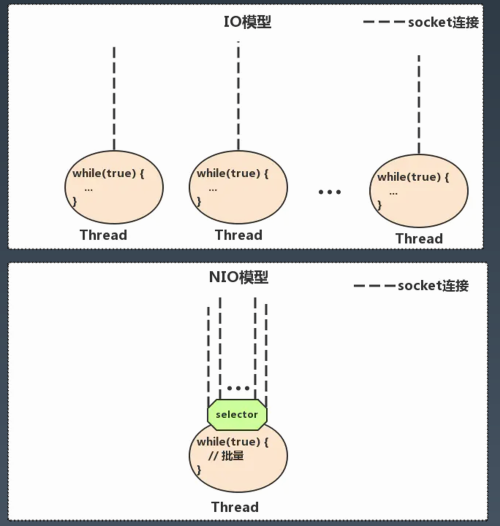 IO模型
socket连接
while(true) {
...
}
Thread
while(true) {
...
}
Thread
...
while(true) {
...
}
Thread
NIO模型
socket连接
...
selector
while(true) {
// 批量
}
Thread